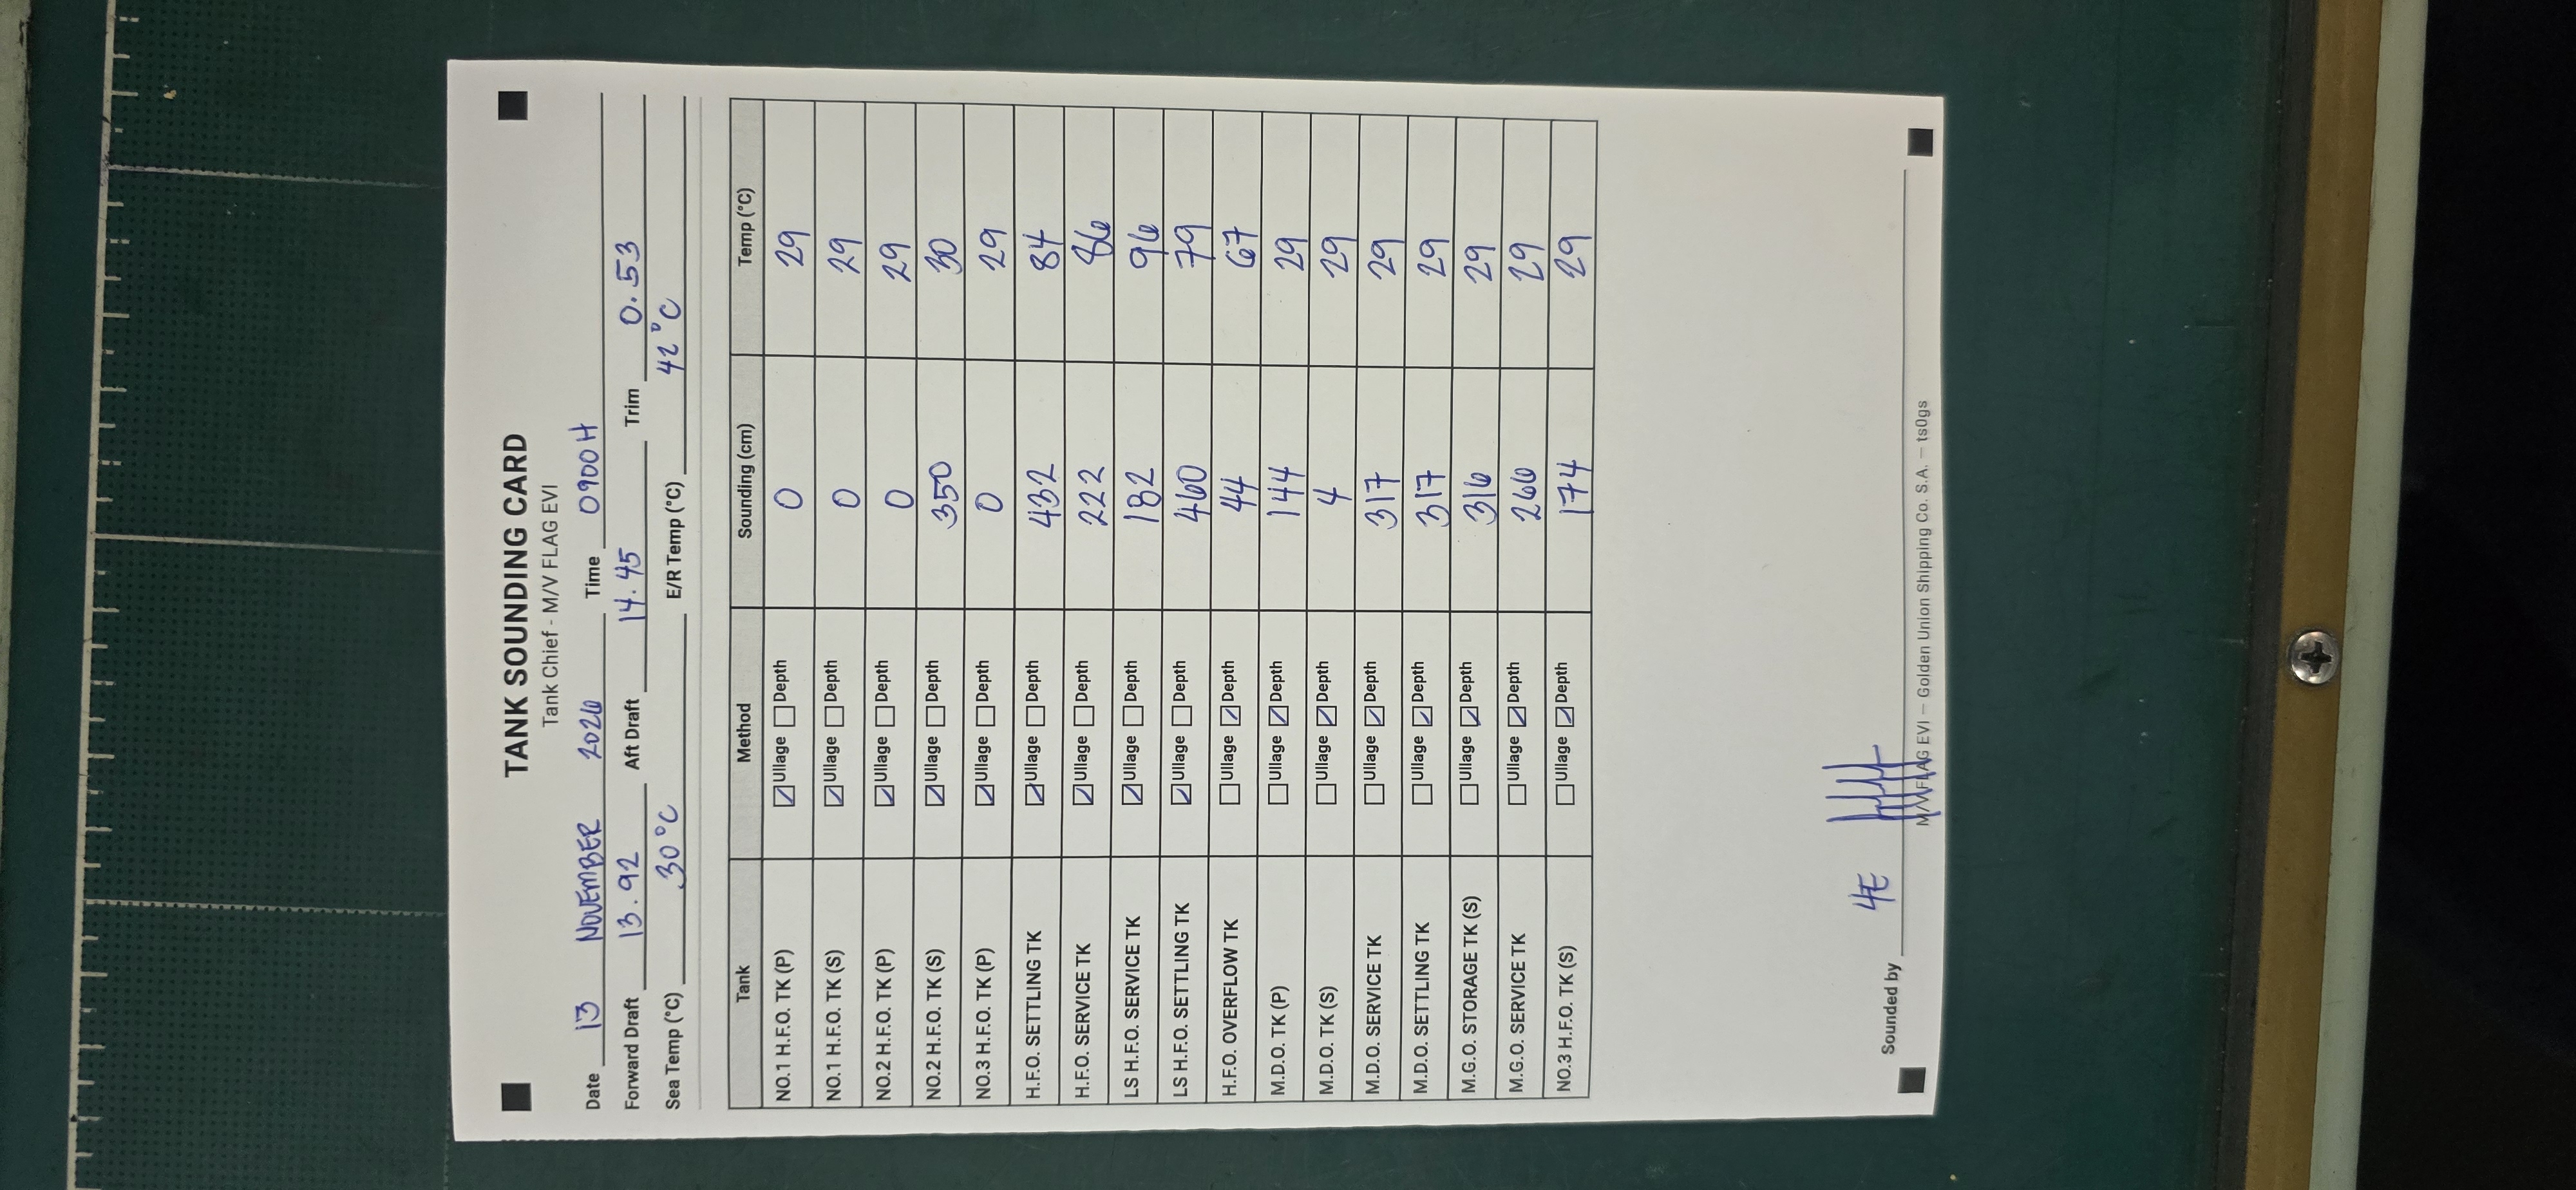 TANK SOUNDING CARD
Tank Chief - M/V FLAG EVI
Date 13 NOVEMBER 2026 Time 0900H
Forward Draft 13.92 Aft Draft 14.45 Trim 0.53
Sea Temp (°C) 30°C E/R Temp (°C) 42°C
Tank Method Sounding (cm) Temp (°C)
NO.1 H.F.O. TK (P) ☑ Ullage ☐ Depth 0 29
NO.1 H.F.O. TK (S) ☑ Ullage ☐ Depth 0 29
NO.2 H.F.O. TK (P) ☑ Ullage ☐ Depth 0 29
NO.2 H.F.O. TK (S) ☑ Ullage ☐ Depth 350 30
NO.3 H.F.O. TK (P) ☑ Ullage ☐ Depth 0 29
H.F.O. SETTLING TK ☑ Ullage ☐ Depth 432 84
H.F.O. SERVICE TK ☑ Ullage ☐ Depth 222 86
LS H.F.O. SERVICE TK ☑ Ullage ☐ Depth 182 96
LS H.F.O. SETTLING TK ☑ Ullage ☐ Depth 460 79
H.F.O. OVERFLOW TK ☐ Ullage ☑ Depth 44 67
M.D.O. TK (P) ☐ Ullage ☑ Depth 144 29
M.D.O. TK (S) ☐ Ullage ☑ Depth 4 29
M.D.O. SERVICE TK ☐ Ullage ☑ Depth 317 29
M.D.O. SETTLING TK ☐ Ullage ☑ Depth 317 29
M.G.O. STORAGE TK (S) ☐ Ullage ☑ Depth 316 29
M.G.O. SERVICE TK ☐ Ullage ☑ Depth 266 29
NO.3 H.F.O. TK (S) ☐ Ullage ☑ Depth 174 29
Sounded by 4E
M/V FLAG EVI — Golden Union Shipping Co. S.A. — ts0gs